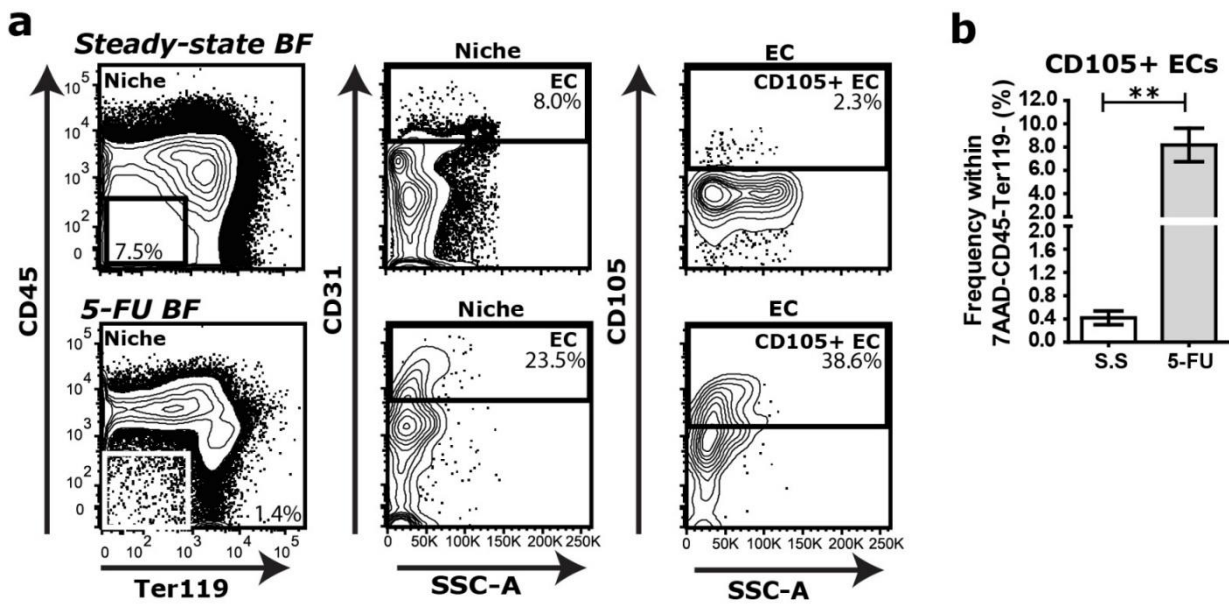 a
Steady-state BF
Niche
10^5
10^4
10^3
10^2
0
7.5%
CD45
Niche
EC
8.0%
CD31
EC
CD105+ EC
2.3%
CD105
5-FU BF
Niche
10^5
10^4
10^3
10^2
0
1.4%
0 10^2 10^3 10^4 10^5
Ter119
Niche
EC
23.5%
0 50K 100K 150K 200K 250K
SSC-A
EC
CD105+ EC
38.6%
0 50K 100K 150K 200K 250K
SSC-A
b
CD105+ ECs
**
Frequency within
7AAD-CD45-Ter119- (%)
12.0
10.0
8.0
6.0
4.0
2.0
2.0
1.6
1.2
0.8
0.4
0.0
S.S 5-FU